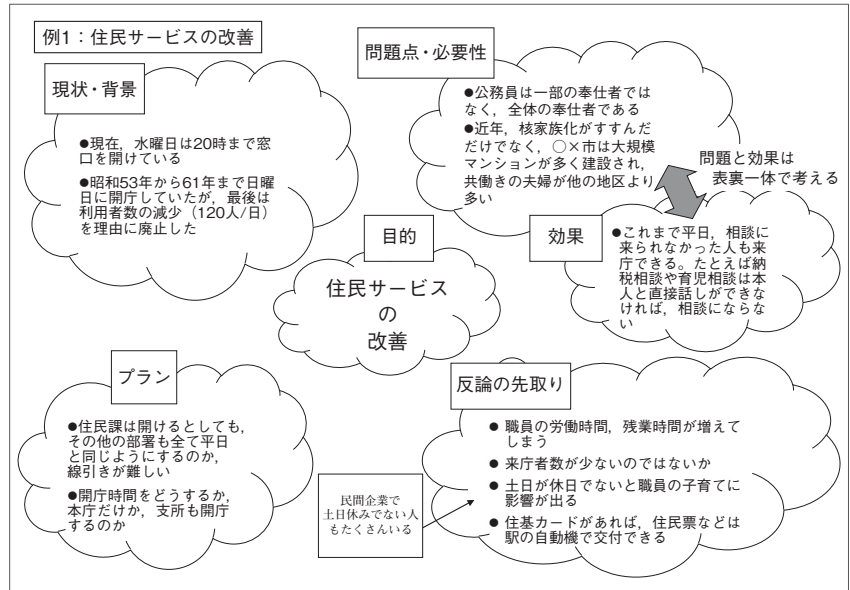 例1：住民サービスの改善
現状・背景
●現在，水曜日は20時まで窓
口を開けている
●昭和53年から61年まで日曜
日に開庁していたが，最後は
利用者数の減少（120人/日）
を理由に廃止した
問題点・必要性
●公務員は一部の奉仕者では
なく，全体の奉仕者である
●近年，核家族化がすすんだ
だけでなく，○×市は大規模
マンションが多く建設され，
共働きの夫婦が他の地区より
多い
問題と効果は
表裏一体で考える
目的
住民サービス
の
改善
効果
●これまで平日，相談に
来られなかった人も来
庁できる。たとえば納
税相談や育児相談は本
人と直接話しができな
ければ，相談にならな
い
プラン
●住民課は開けるとしても，
その他の部署も全て平日
と同じようにするのか，
線引きが難しい
●開庁時間をどうするか，
本庁だけか，支所も開庁
するのか
民間企業で
土日休みでない人
もたくさんいる
反論の先取り
● 職員の労働時間，残業時間が増えて
しまう
● 来庁者数が少ないのではないか
● 土日が休日でないと職員の子育てに
影響が出る
● 住基カードがあれば，住民票などは
駅の自動機で交付できる